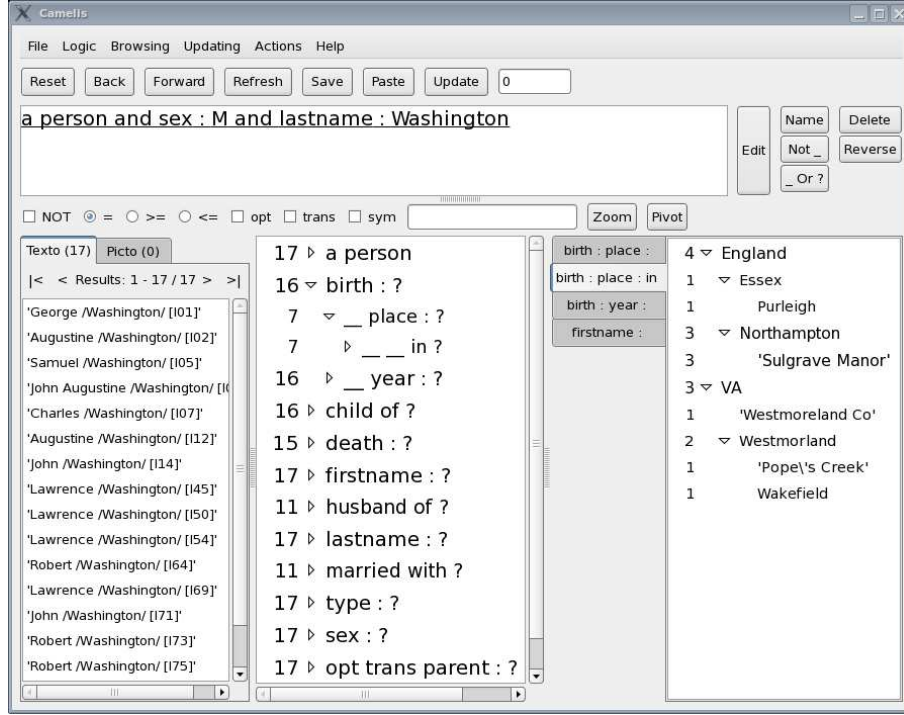 Camelis
File Logic Browsing Updating Actions Help
Reset Back Forward Refresh Save Paste Update 0
a person and sex : M and lastname : Washington
Edit
Name Delete
Not _ Reverse
_ Or ?
NOT = >= <= opt trans sym Zoom Pivot
Texto (17) Picto (0)
|< < Results: 1 - 17 / 17 > >|
'George /Washington/ [I01]'
'Augustine /Washington/ [I02]'
'Samuel /Washington/ [I05]'
'John Augustine /Washington/ [I
'Charles /Washington/ [I07]'
'Augustine /Washington/ [I12]'
'John /Washington/ [I14]'
'Lawrence /Washington/ [I45]'
'Lawrence /Washington/ [I50]'
'Lawrence /Washington/ [I54]'
'Robert /Washington/ [I64]'
'Lawrence /Washington/ [I69]'
'John /Washington/ [I71]'
'Robert /Washington/ [I73]'
'Robert /Washington/ [I75]'
17 a person
16 birth : ?
7 __ place : ?
7 __ __ in ?
16 __ year : ?
16 child of ?
15 death : ?
17 firstname : ?
11 husband of ?
17 lastname : ?
11 married with ?
17 type : ?
17 sex : ?
17 opt trans parent : ?
birth : place :
birth : place : in
birth : year :
firstname :
4 England
1 Essex
1 Purleigh
3 Northampton
3 'Sulgrave Manor'
3 VA
1 'Westmoreland Co'
2 Westmorland
1 'Pope\'s Creek'
1 Wakefield